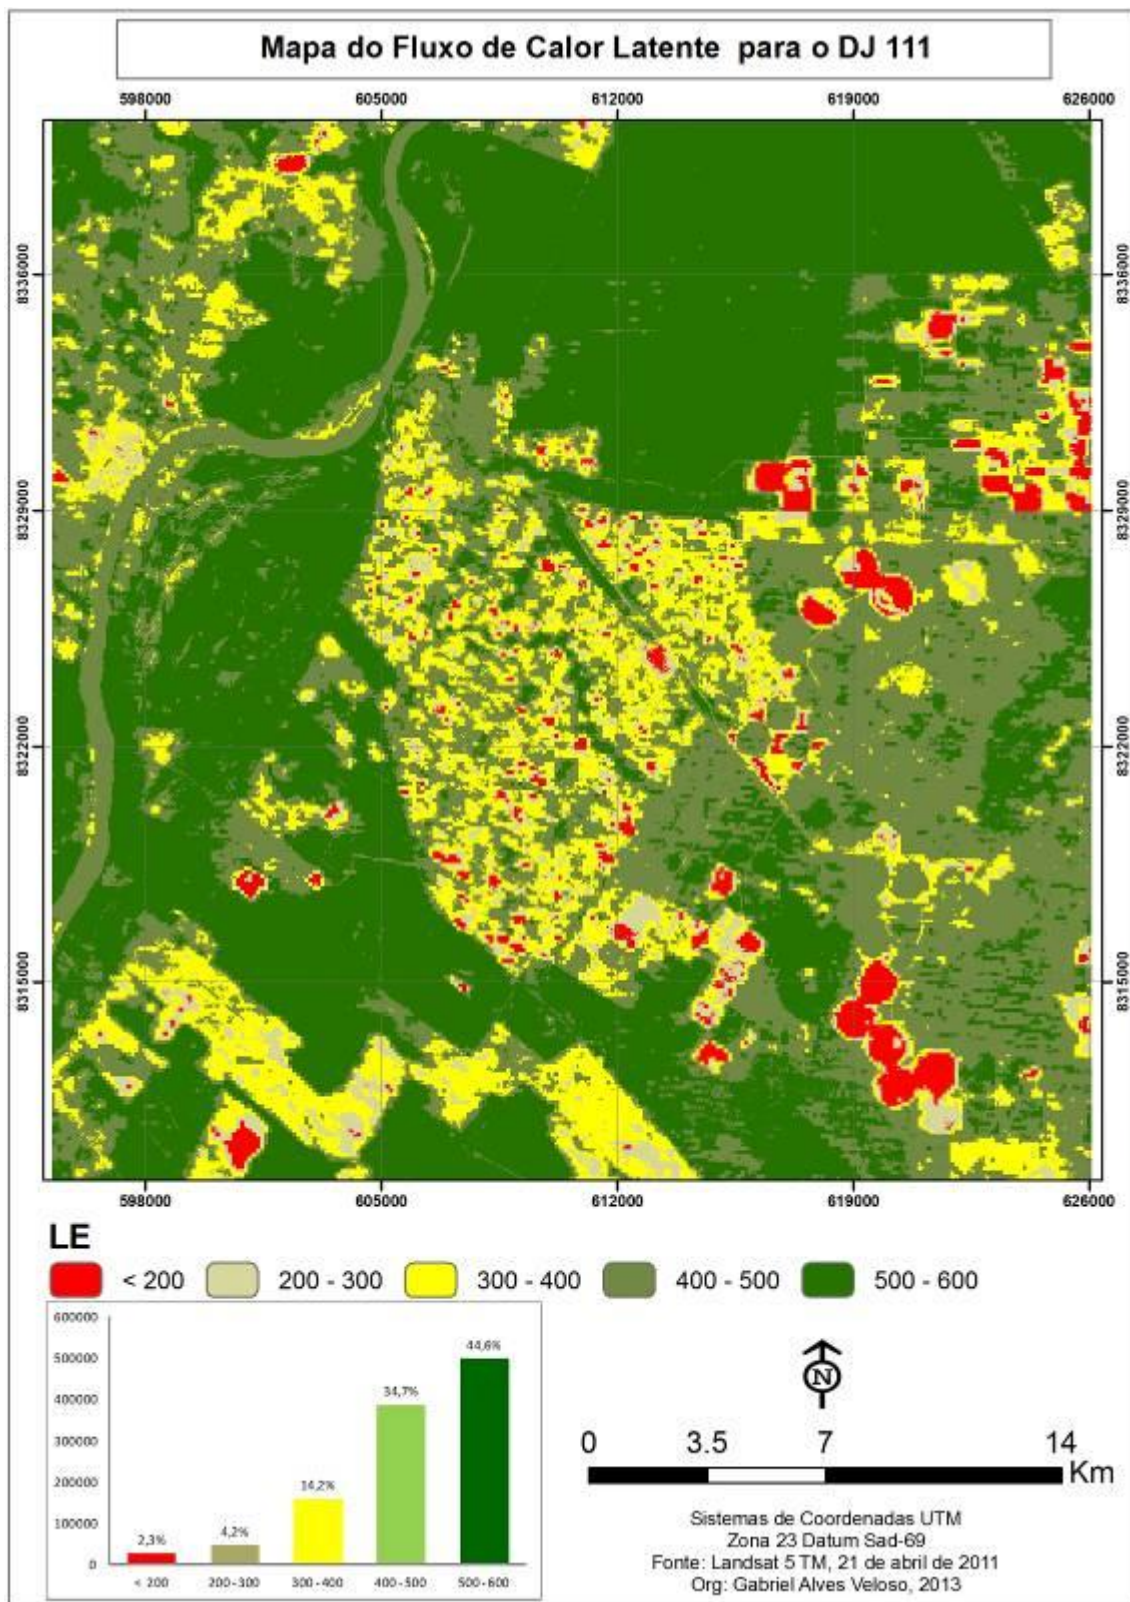 Mapa do Fluxo de Calor Latente para o DJ 111
598000 605000 612000 619000 626000
8336000 8336000
8329000 8329000
8322000 8322000
8315000 8315000
598000 605000 612000 619000 626000
LE
< 200 200 - 300 300 - 400 400 - 500 500 - 600
600000
500000
400000
300000
200000
100000
0
2,3% 4,2% 14,2% 34,7% 44,6%
< 200 200-300 300-400 400-500 500-600
N
0 3.5 7 14
Km
Sistemas de Coordenadas UTM
Zona 23 Datum Sad-69
Fonte: Landsat 5 TM, 21 de abril de 2011
Org: Gabriel Alves Veloso, 2013